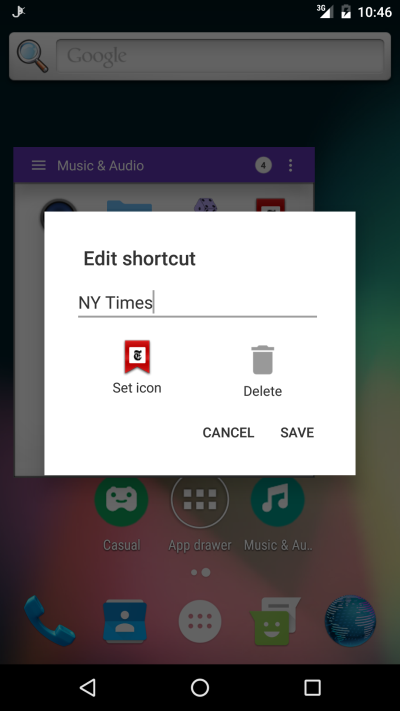 3G 10:46
Google
Music & Audio 4
Edit shortcut
NY Times
Set icon
Delete
CANCEL SAVE
Casual App drawer Music & Au..